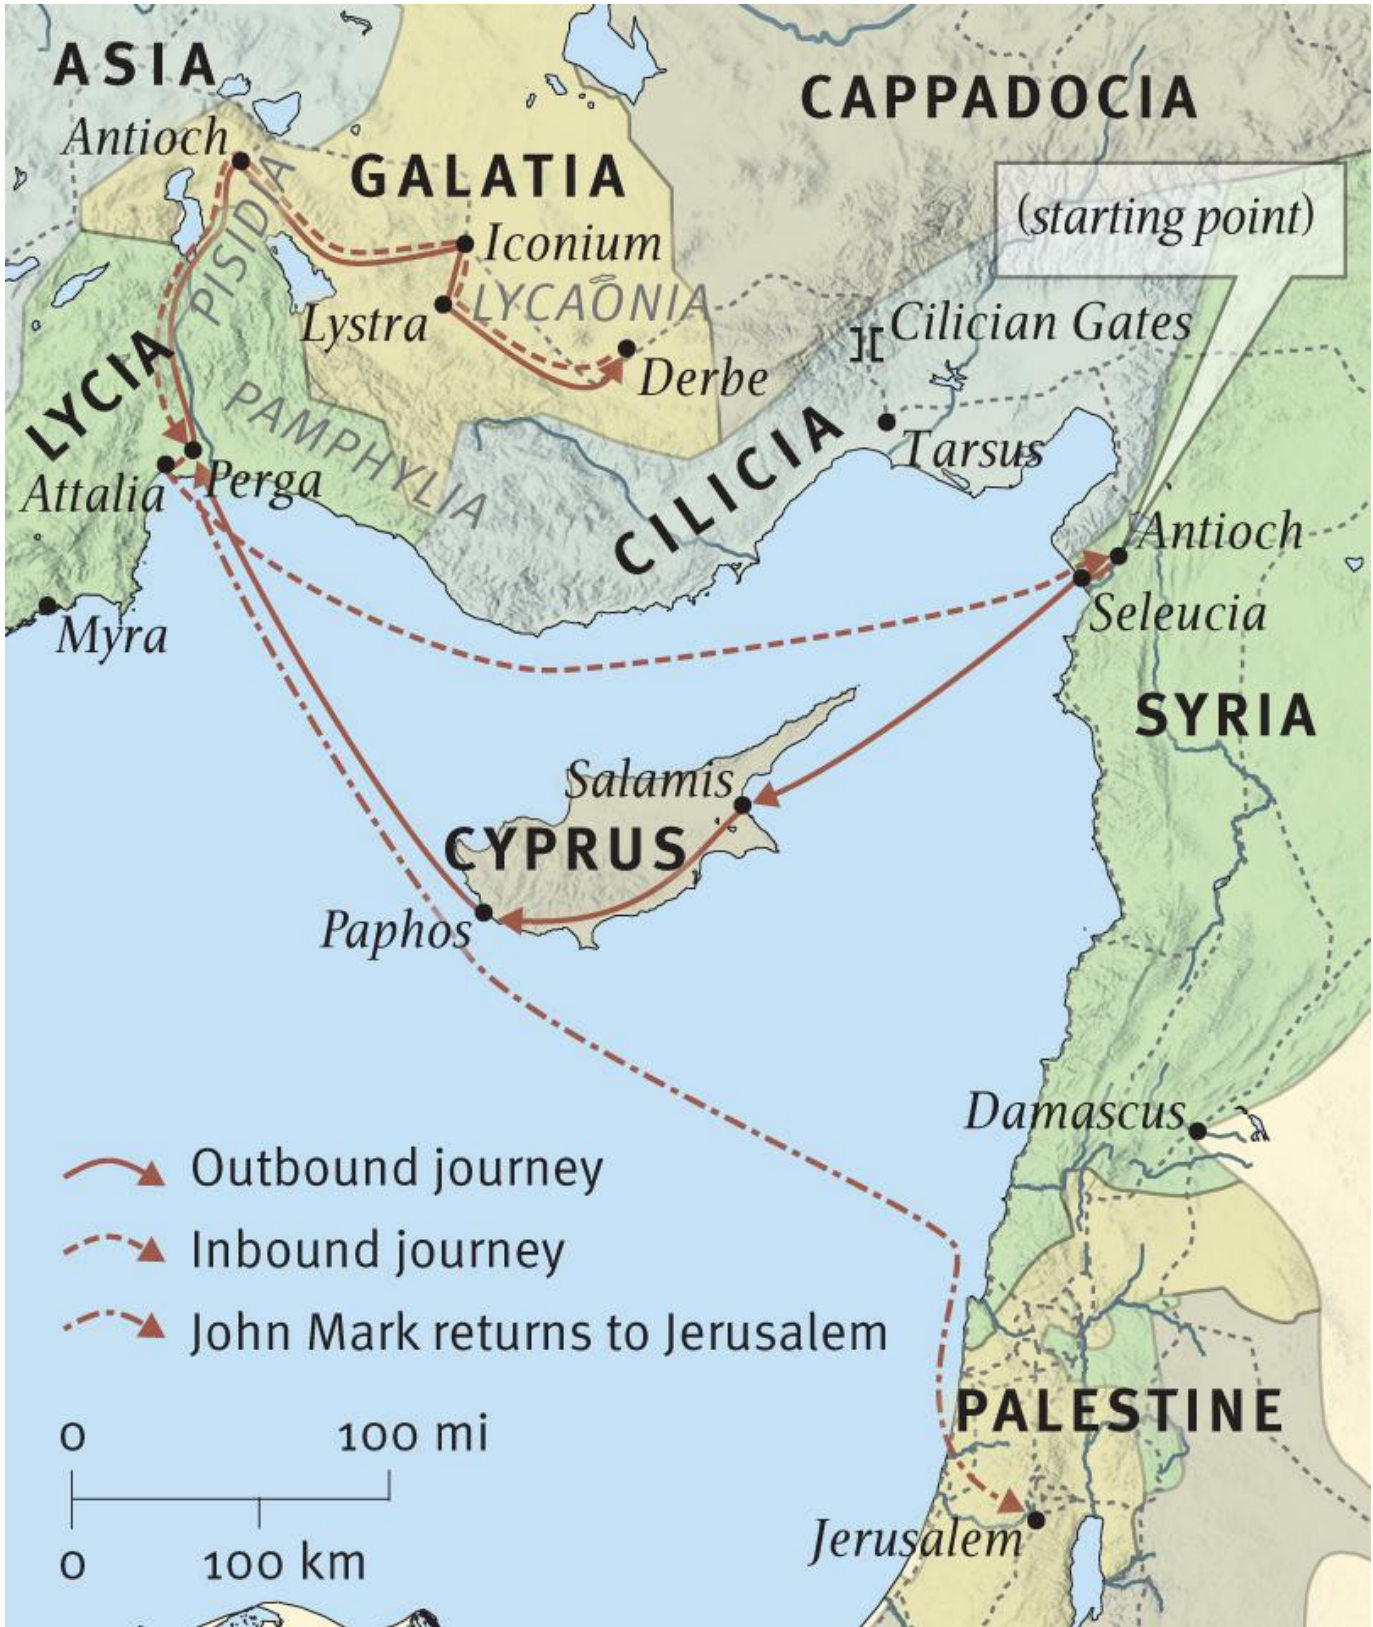 ASIA
CAPPADOCIA
Antioch
GALATIA
PISIDIA
(starting point)
Iconium
LYCAONIA
Lystra
Cilician Gates
Derbe
LYCIA
PAMPHYLIA
CILICIA
Tarsus
Attalia
Perga
Antioch
Seleucia
Myra
SYRIA
Salamis
CYPRUS
Paphos
Damascus
Outbound journey
Inbound journey
John Mark returns to Jerusalem
PALESTINE
0 100 mi
0 100 km
Jerusalem